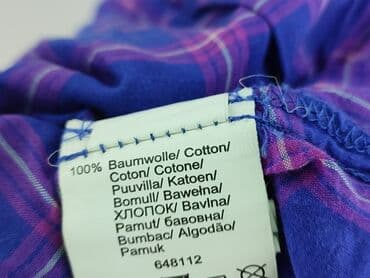 100% Baumwolle/ Cotton/
Coton/ Cotone/
Puuvilla/ Katoen/
Bomull/ Bawełna/
ХЛОПОК/ Bavlna/
Pamut/ бавовна/
Bumbac/ Algodão/
Pamuk
648112